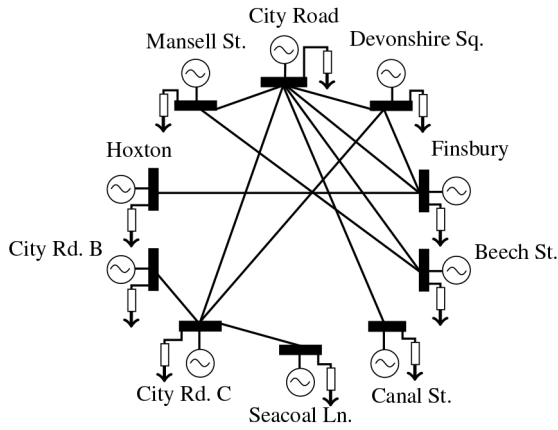 City Road
Mansell St.
Devonshire Sq.
Hoxton
Finsbury
City Rd. B
Beech St.
City Rd. C
Canal St.
Seacoal Ln.